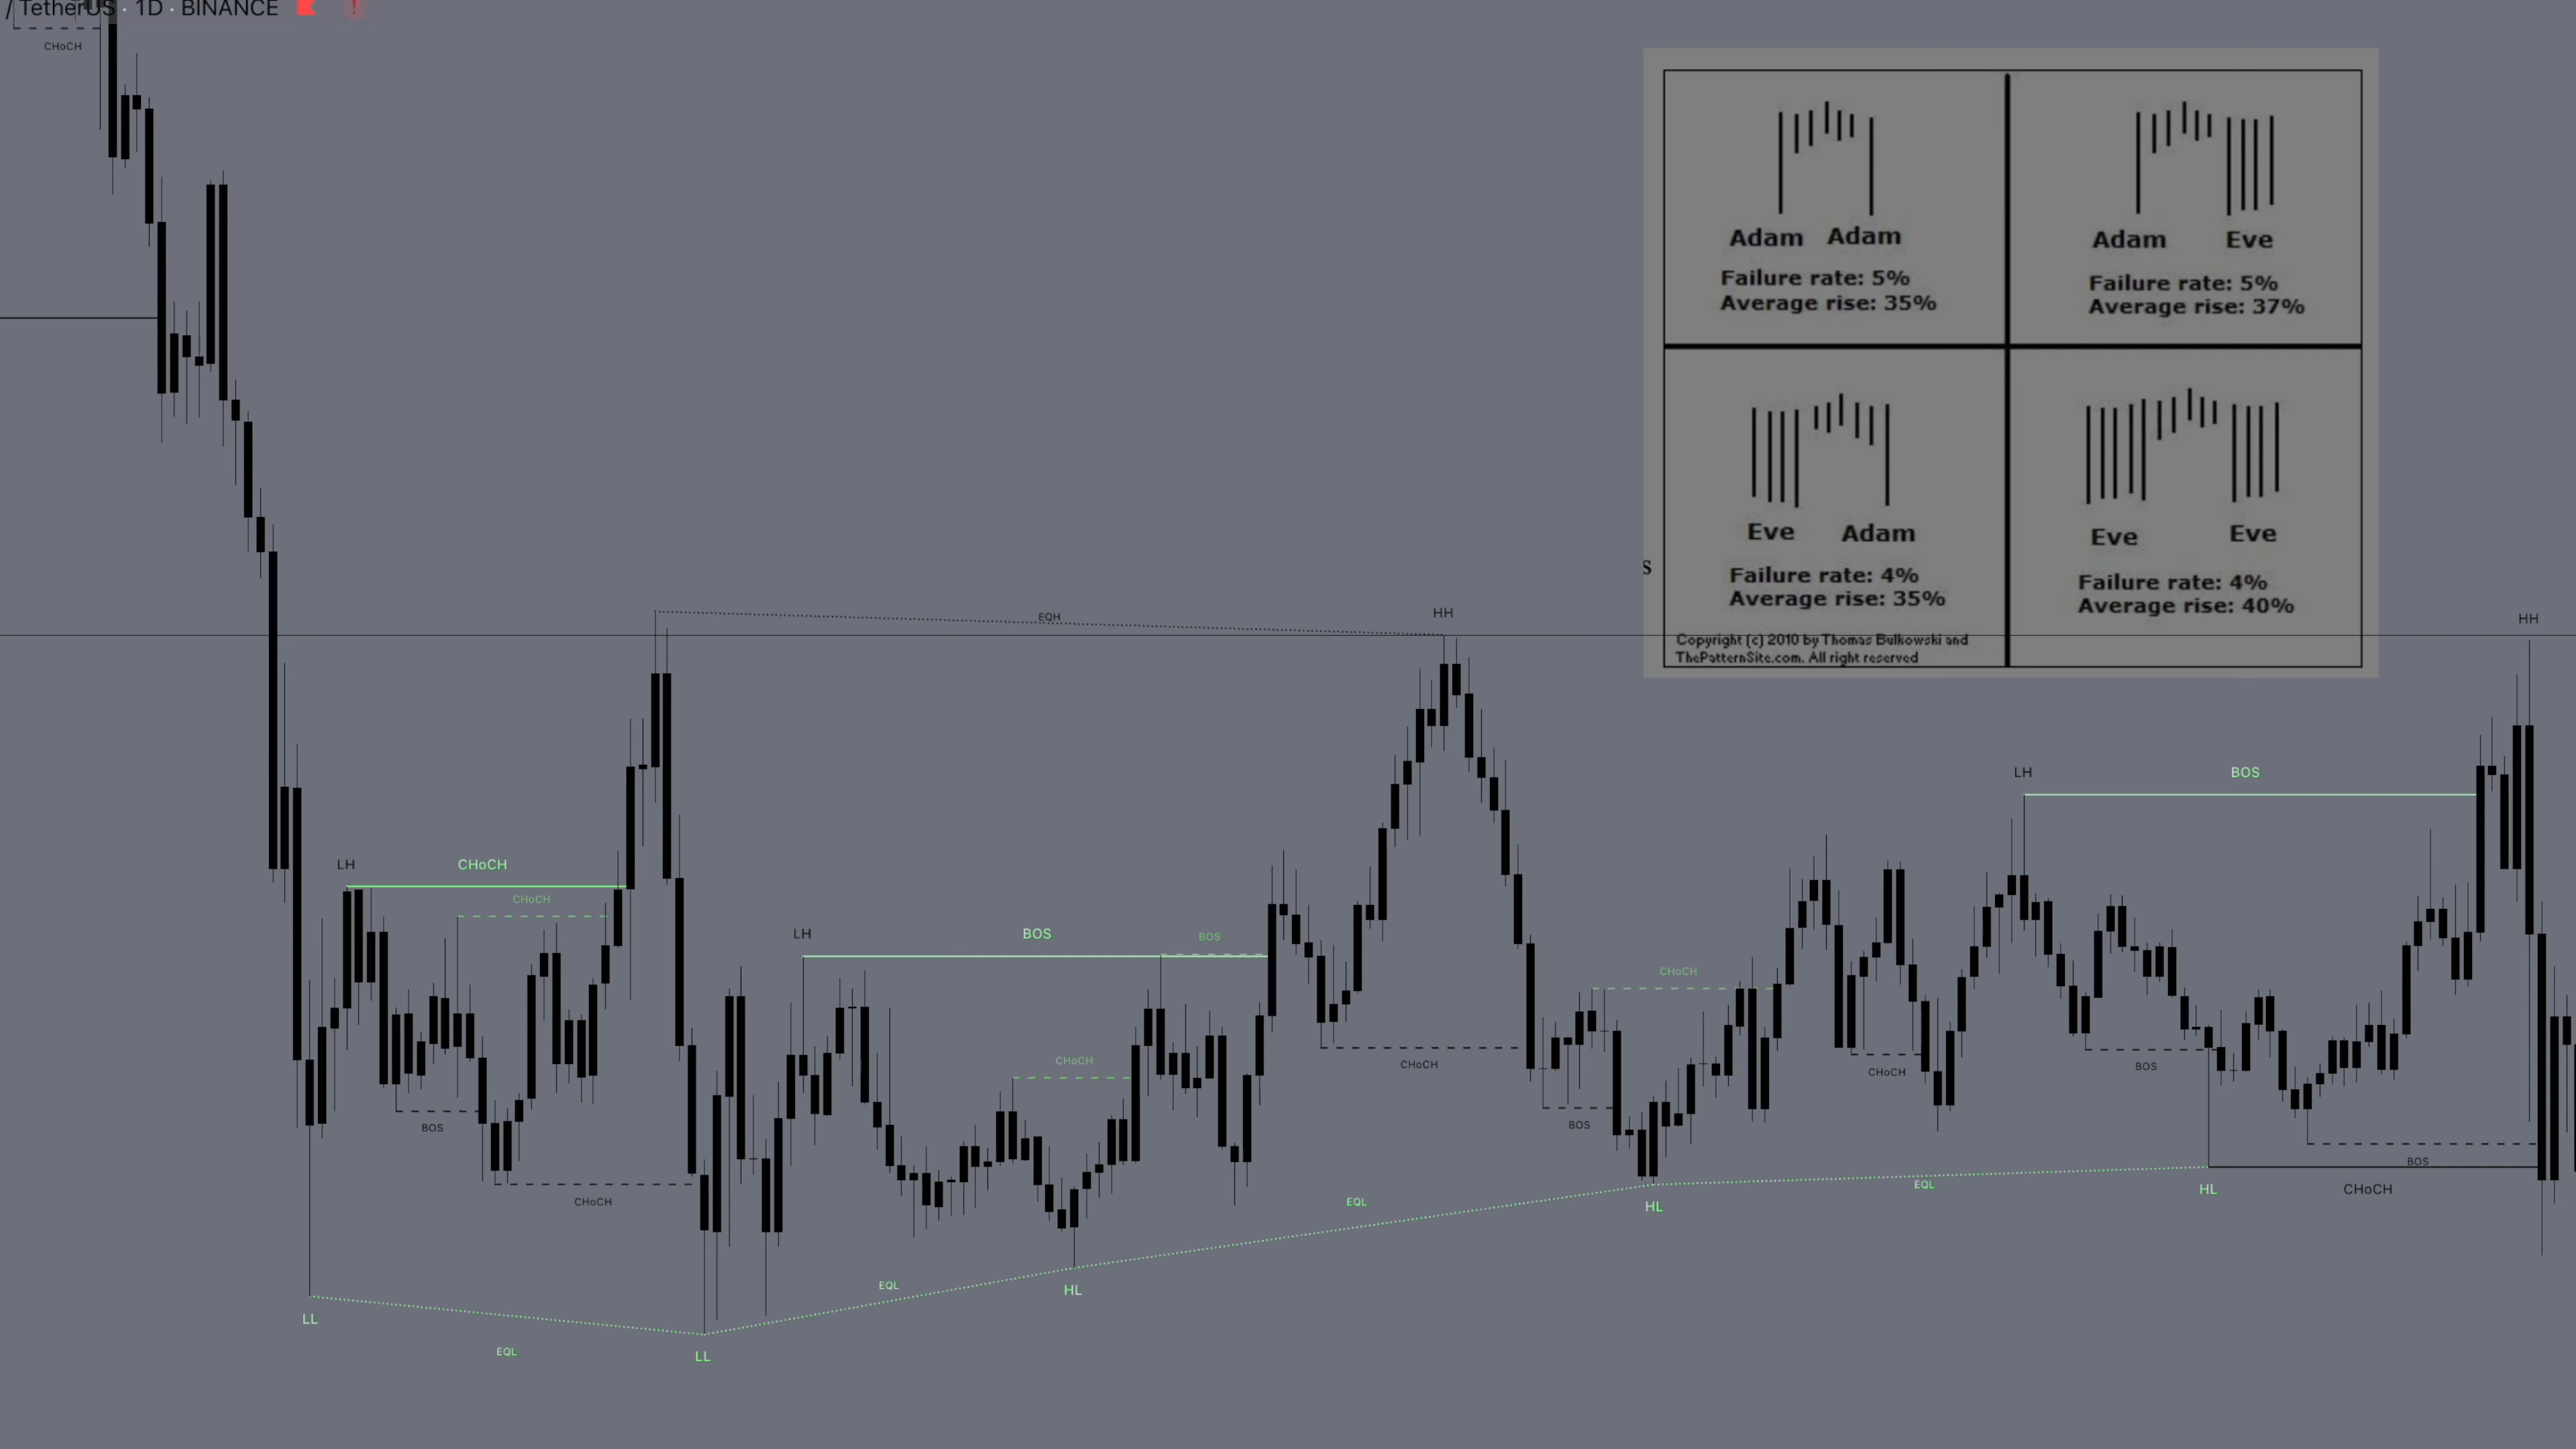 / TetherUS · 1D · BINANCE !
CHoCH
Adam Adam
Failure rate: 5%
Average rise: 35%
Adam Eve
Failure rate: 5%
Average rise: 37%
Eve Adam
Failure rate: 4%
Average rise: 35%
Eve Eve
Failure rate: 4%
Average rise: 40%
S
Copyright (c) 2010 by Thomas Bulkowski and
ThePatternSite.com. All right reserved
EQH
HH
HH
LH
BOS
LH
CHoCH
CHoCH
LH
BOS
BOS
CHoCH
CHoCH
CHoCH
CHoCH
BOS
BOS
BOS
BOS
CHoCH
EQL
EQL
HL
HL
CHoCH
EQL
HL
LL
EQL
LL